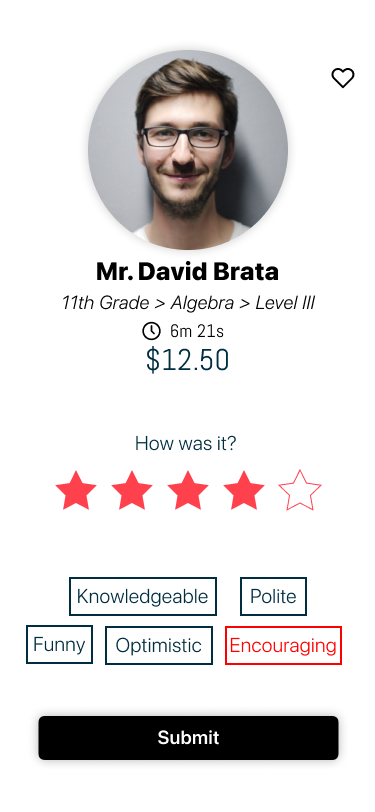 Mr. David Brata
11th Grade > Algebra > Level III
6m 21s
$12.50
How was it?
Knowledgeable Polite
Funny Optimistic Encouraging
Submit